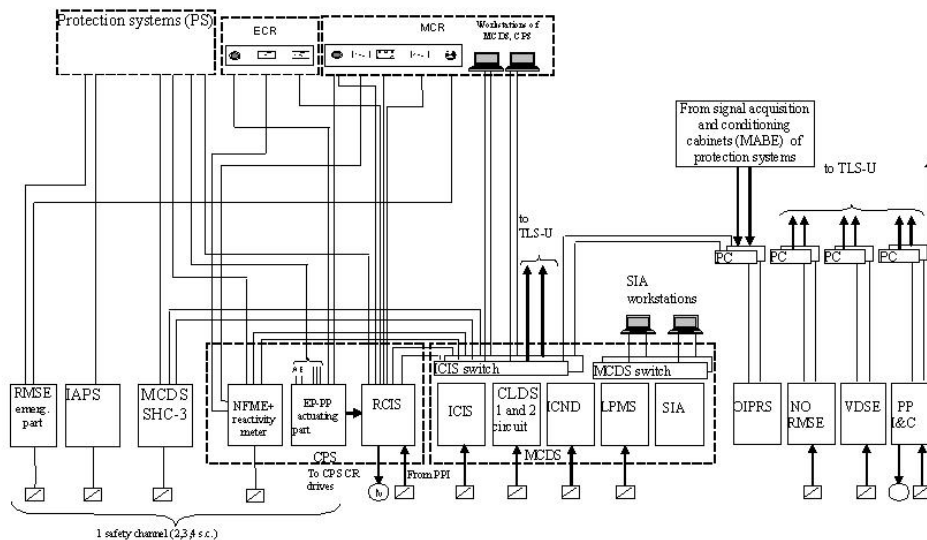 Protection systems (PS)
ECR
MCR
Workstations of
MCDS, CPS
From signal acquisition
and conditioning
cabinets (MABE) of
protection systems
to TLS-U
to
TLS-U
PC
PC
PC
PC
SIA
workstations
ICIS switch
MCDS switch
RMSE
emerg.
part
IAPS
MCDS
SHC-3
NFME+
reactivity
meter
EP-PP
actuating
part
RCIS
ICIS
CLDS
1 and 2
circuit
ICND
LPMS
SIA
OIPRS
NO
RMSE
VDSE
PP
I&C
CPS
MCDS
To CPS CR
drives
From PPI
1 safety channel (2,3,4 s.c.)